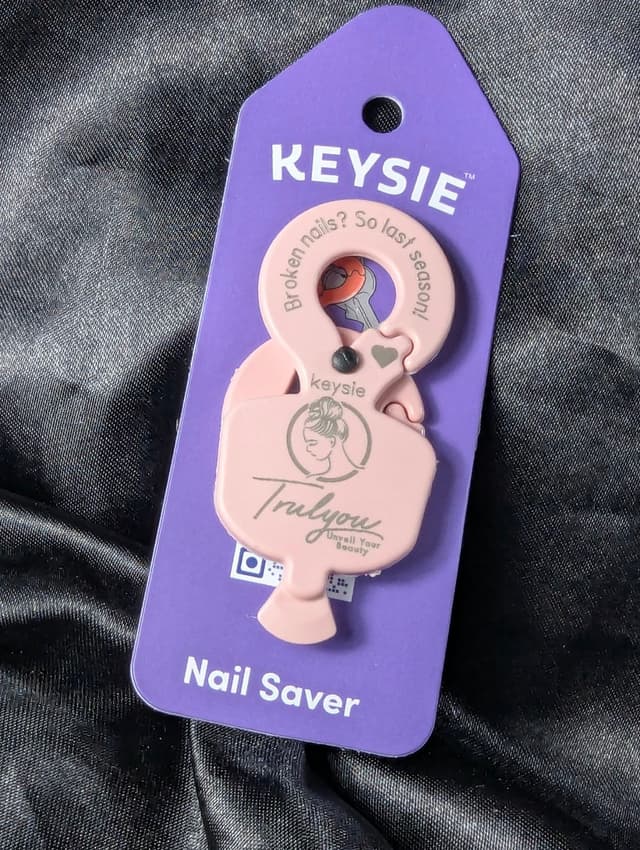 KEYSIE™
Broken nails? So last season!
keysie
Trulyou
Unveil Your
Beauty
Nail Saver